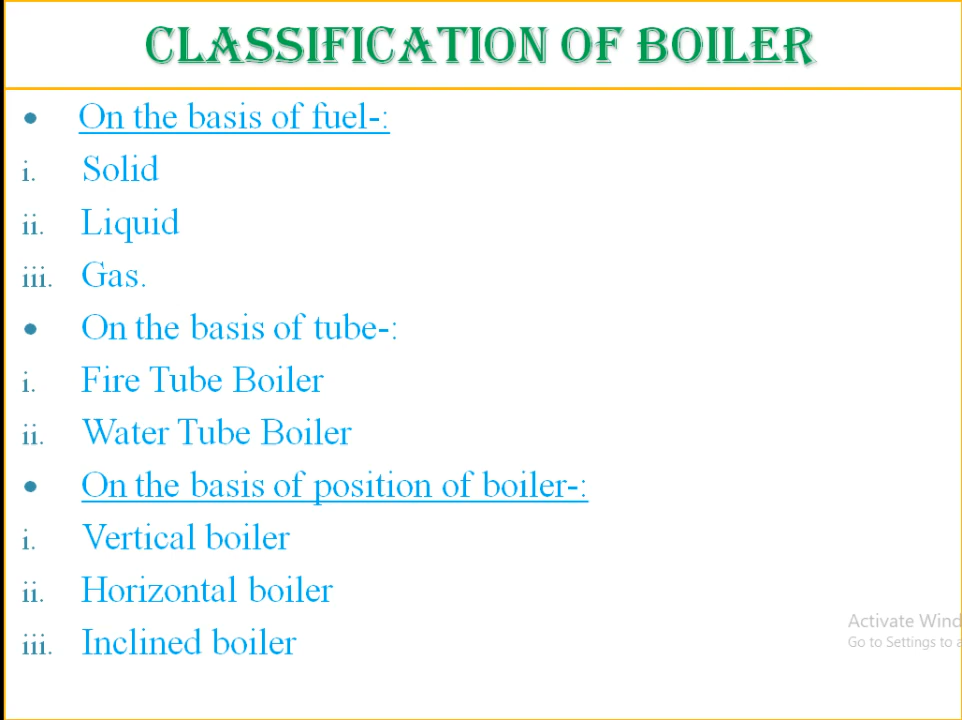 CLASSIFICATION OF BOILER
• On the basis of fuel-:
i. Solid
ii. Liquid
iii. Gas.
• On the basis of tube-:
i. Fire Tube Boiler
ii. Water Tube Boiler
• On the basis of position of boiler-:
i. Vertical boiler
ii. Horizontal boiler
iii. Inclined boiler
Activate Wind
Go to Settings to a